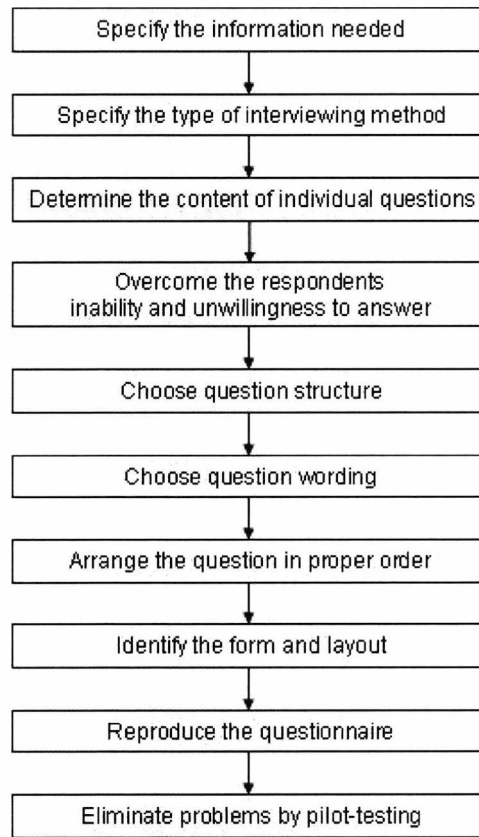 Specify the information needed
Specify the type of interviewing method
Determine the content of individual questions
Overcome the respondents
inability and unwillingness to answer
Choose question structure
Choose question wording
Arrange the question in proper order
Identify the form and layout
Reproduce the questionnaire
Eliminate problems by pilot-testing